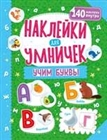 140 наклеек
внутри
НАКЛЕЙКИ
для
УМНИЧЕК
УЧИМ БУКВЫ
А
Б
В
Г